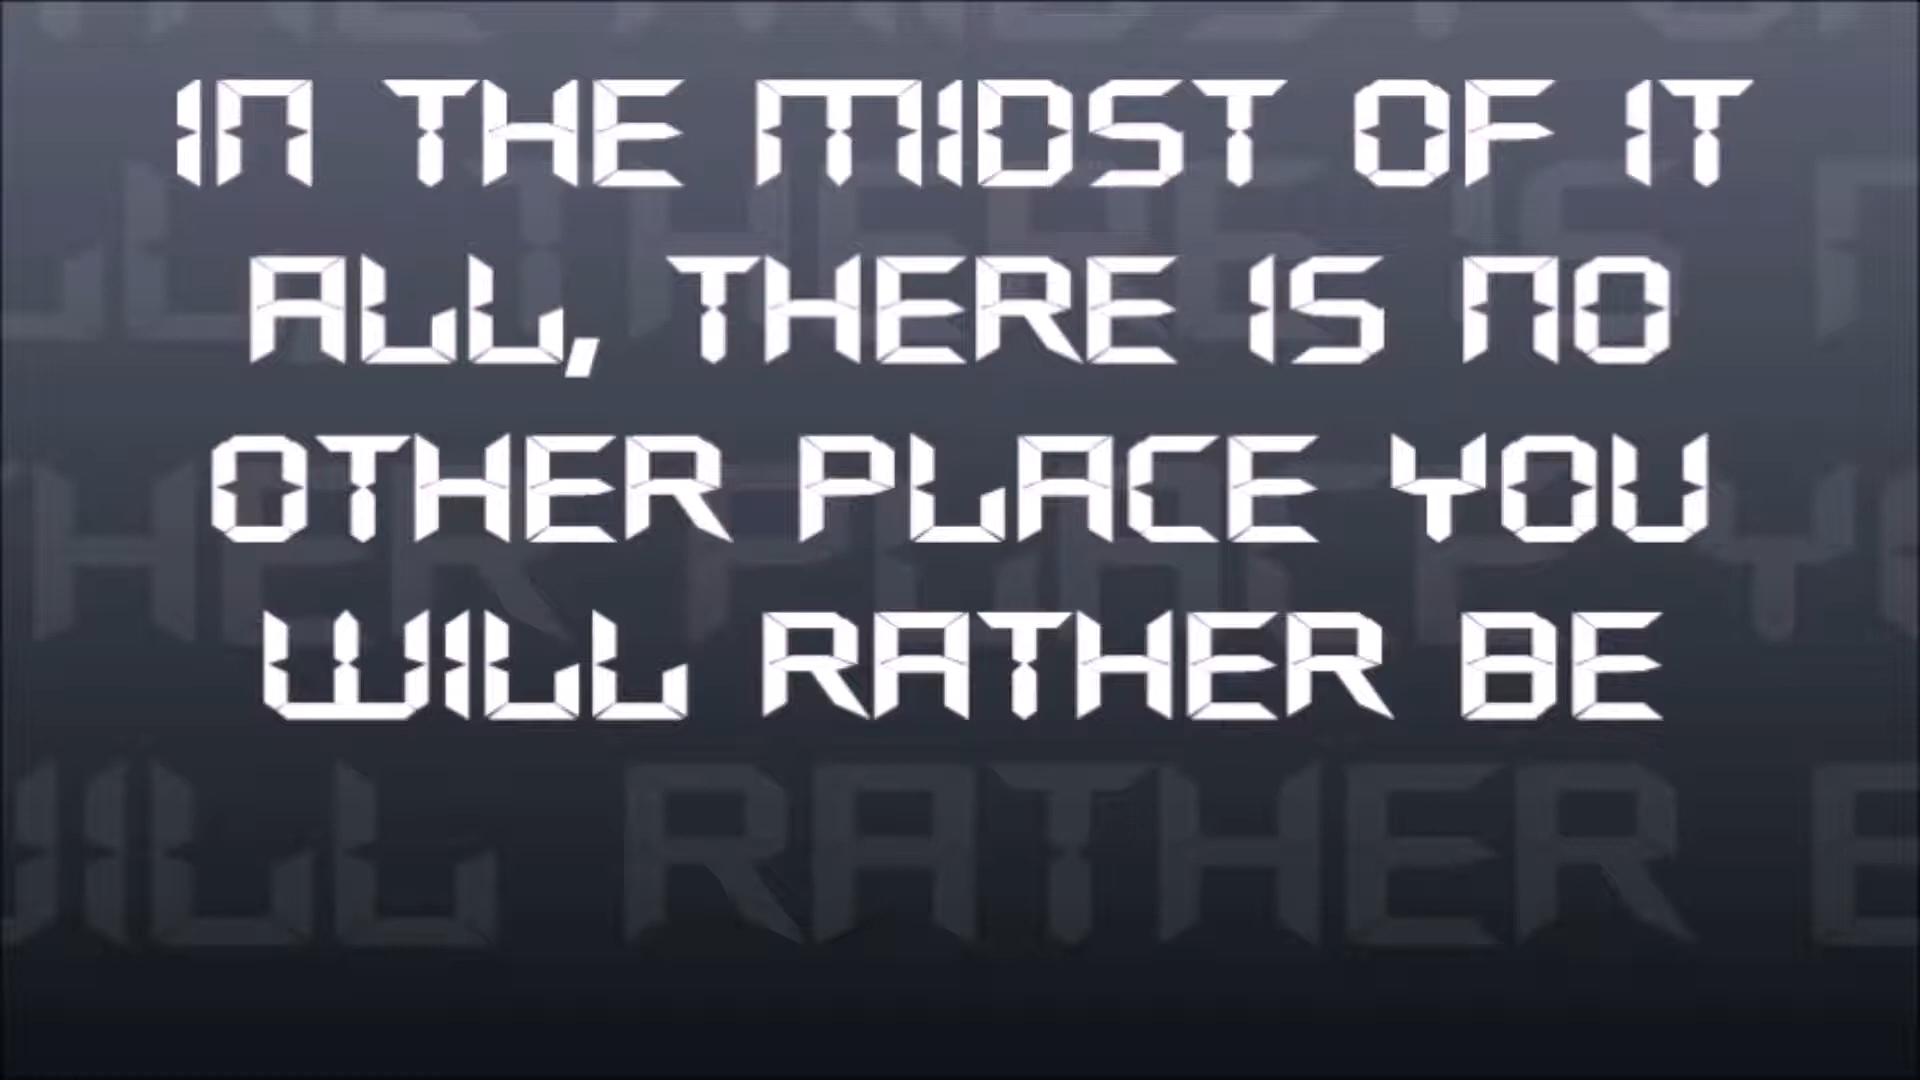 IN THE MIDST OF IT
ALL, THERE IS NO
OTHER PLACE YOU
WILL RATHER BE